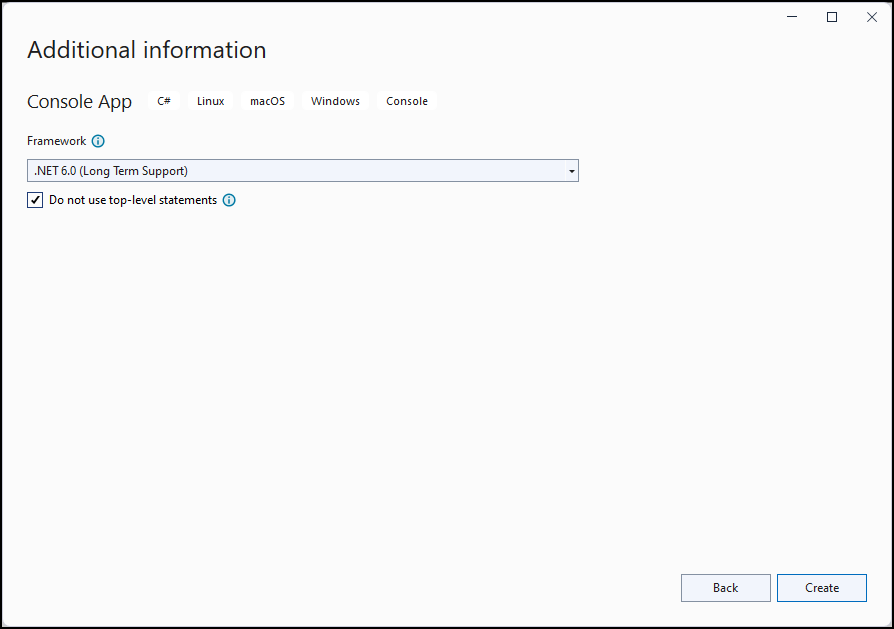 Additional information
Console App C# Linux macOS Windows Console
Framework
.NET 6.0 (Long Term Support)
Do not use top-level statements
Back Create